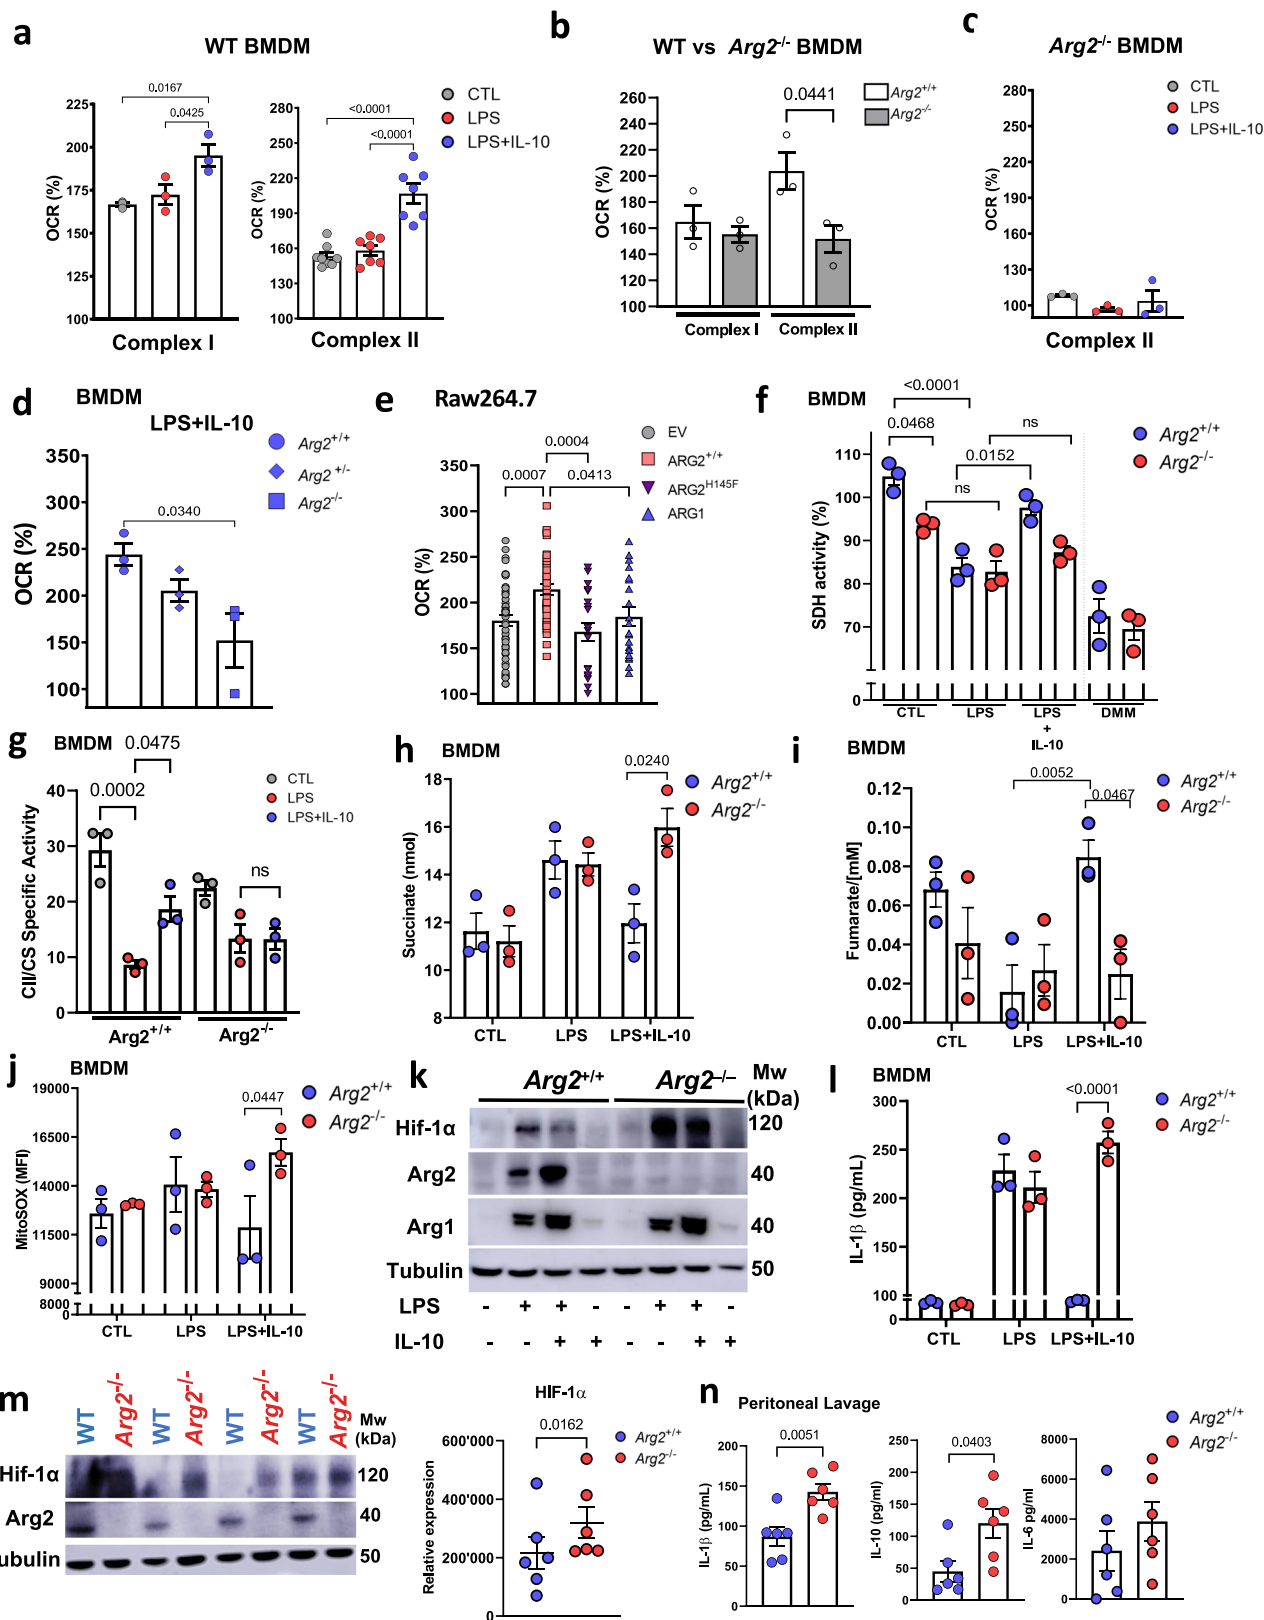 a
WT BMDM
CTL
LPS
LPS+IL-10
0.0167
0.0425
OCR (%)
225
200
175
150
125
100
Complex I
<0.0001
<0.0001
OCR (%)
280
240
210
180
160
130
100
Complex II
b
WT vs Arg2-/- BMDM
Arg2+/+
Arg2-/-
0.0441
OCR (%)
260
240
220
200
180
160
140
120
100
Complex I
Complex II
c
Arg2-/- BMDM
CTL
LPS
LPS+IL-10
OCR (%)
280
240
210
180
160
130
100
Complex II
d
BMDM
LPS+IL-10
Arg2+/+
Arg2+/-
Arg2-/-
0.0340
OCR (%)
350
300
250
200
150
100
e
Raw264.7
EV
ARG2+/+
ARG2H145F
ARG1
0.0004
0.0007
0.0413
OCR (%)
350
300
250
200
150
100
f
BMDM
Arg2+/+
Arg2-/-
<0.0001
0.0468
ns
0.0152
ns
SDH activity (%)
110
100
90
80
70
0
CTL
LPS
LPS
+
IL-10
DMM
g
BMDM
CTL
LPS
LPS+IL-10
0.0475
0.0002
ns
CII/CS Specific Activity
40
30
20
10
0
Arg2+/+
Arg2-/-
h
BMDM
Arg2+/+
Arg2-/-
0.0240
Succinate (nmol)
18
16
14
12
10
8
CTL
LPS
LPS+IL-10
i
BMDM
Arg2+/+
Arg2-/-
0.0052
0.0467
Fumarate/[mM]
0.12
0.10
0.08
0.06
0.04
0.02
0.00
CTL
LPS
LPS+IL-10
j
BMDM
Arg2+/+
Arg2-/-
0.0447
MitoSOX (MFI)
19000
16500
14000
11500
9000
8000
0
CTL
LPS
LPS+IL-10
k
Arg2+/+
Arg2-/-
Mw
(kDa)
Hif-1α
120
Arg2
40
Arg1
40
Tubulin
50
LPS - + + - - + + -
IL-10 - - + + - - + +
l
BMDM
Arg2+/+
Arg2-/-
<0.0001
IL-1β (pg/mL)
300
250
200
150
100
100
0
CTL
LPS
LPS+IL-10
m
WT Arg2-/- WT Arg2-/- WT Arg2-/- WT Arg2-/-
Mw
(kDa)
Hif-1α
120
Arg2
40
ubulin
50
HIF-1α
0.0162
Arg2+/+
Arg2-/-
Relative expression
600'000
400'000
200'000
0
n
Peritoneal Lavage
Arg2+/+
Arg2-/-
0.0051
IL-1β (pg/mL)
200
150
100
50
0
0.0403
IL-10 (pg/ml)
250
200
150
100
50
0
IL-6 pg/ml
8000
6000
4000
2000
0